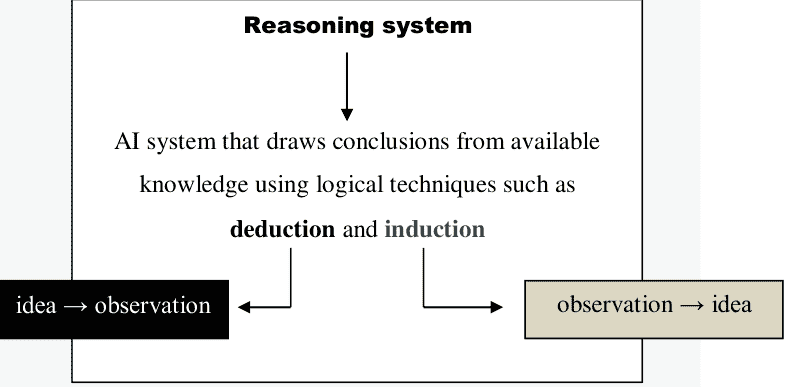 Reasoning system
AI system that draws conclusions from available
knowledge using logical techniques such as
deduction and induction
idea → observation
observation → idea